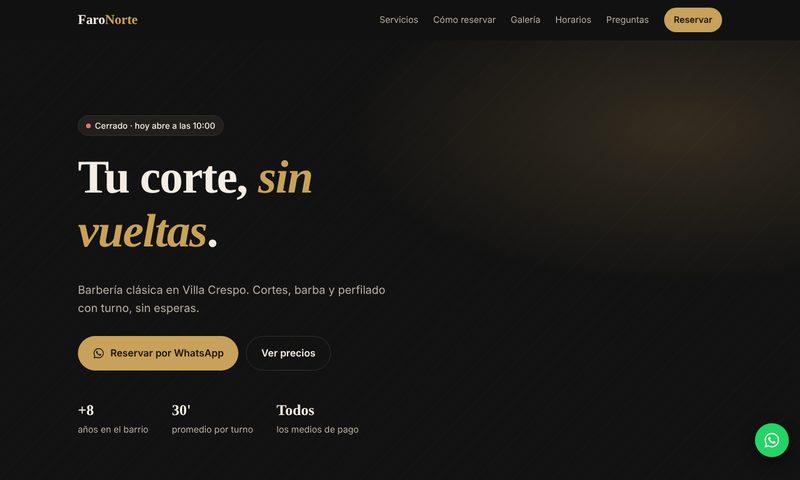 FaroNorte
Servicios
Cómo reservar
Galería
Horarios
Preguntas
Reservar
Cerrado · hoy abre a las 10:00
Tu corte, sin
vueltas.
Barbería clásica en Villa Crespo. Cortes, barba y perfilado
con turno, sin esperas.
Reservar por WhatsApp
Ver precios
+8
años en el barrio
30'
promedio por turno
Todos
los medios de pago